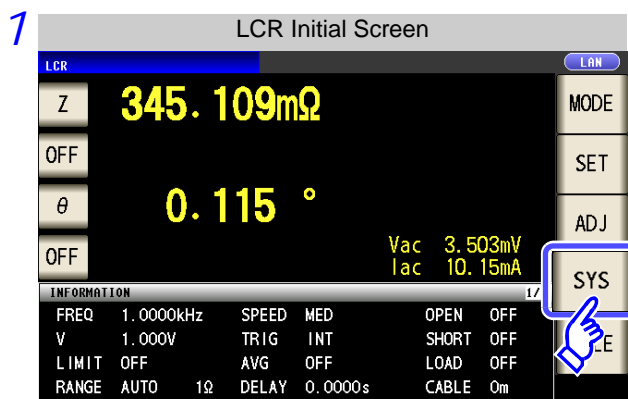 1
LCR Initial Screen
LCR
LAN
Z
345.109mΩ
MODE
OFF
SET
θ
0.115 °
ADJ
OFF
Vac 3.503mV
Iac 10.15mA
SYS
INFORMATION
1/
FREQ 1.0000kHz SPEED MED OPEN OFF
V 1.000V TRIG INT SHORT OFF
LIMIT OFF AVG OFF LOAD OFF
RANGE AUTO 1Ω DELAY 0.0000s CABLE 0m